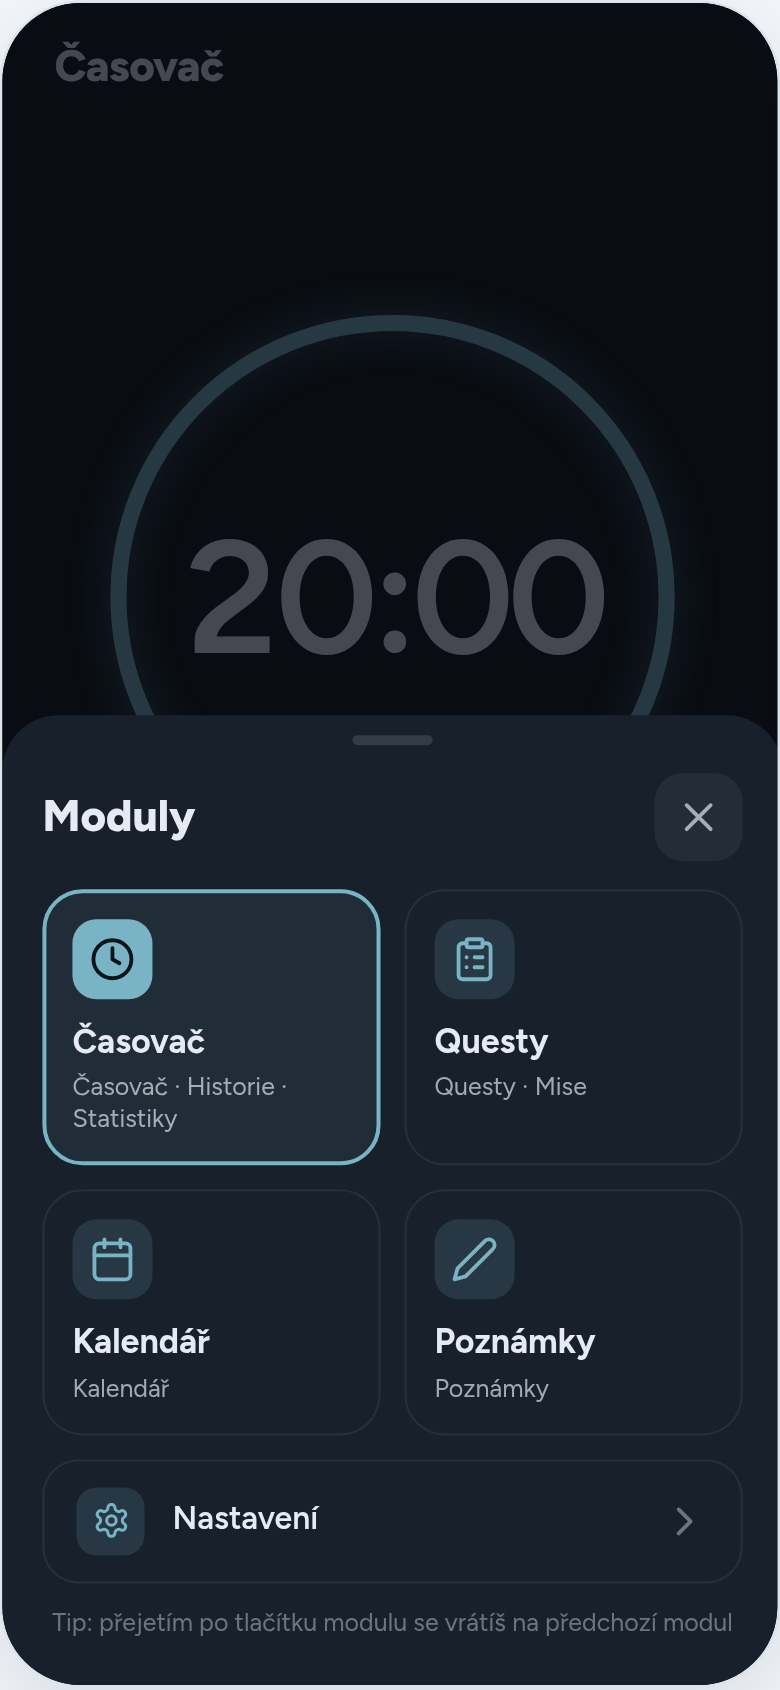 Časovač
20:00
Moduly
Časovač
Časovač · Historie ·
Statistiky
Questy
Questy · Mise
Kalendář
Kalendář
Poznámky
Poznámky
Nastavení
Tip: přejetím po tlačítku modulu se vrátíš na předchozí modul